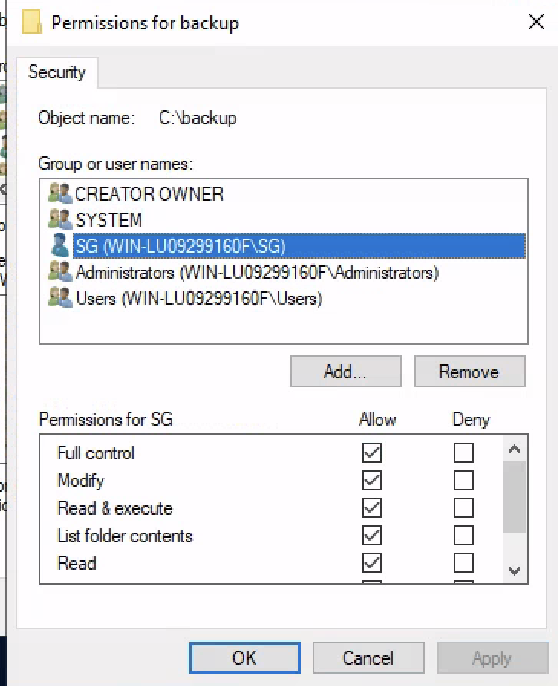 Permissions for backup
Security
Object name: C:\backup
Group or user names:
CREATOR OWNER
SYSTEM
SG (WIN-LU09299160F\SG)
Administrators (WIN-LU09299160F\Administrators)
Users (WIN-LU09299160F\Users)
Add... Remove
Permissions for SG Allow Deny
Full control
Modify
Read & execute
List folder contents
Read
OK Cancel Apply